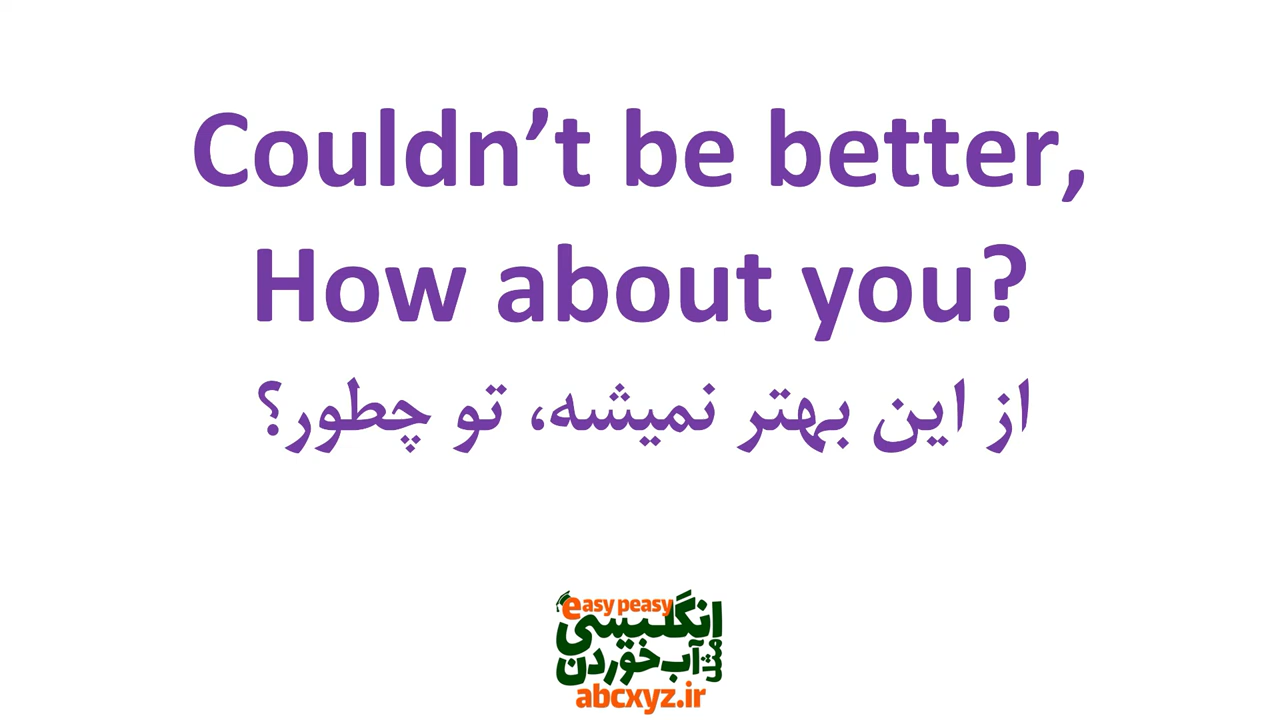 Couldn’t be better,
How about you?
از این بهتر نمیشه، تو چطور؟
easy peasy
انگلیسی
مثل آب خوردن
abcxyz.ir